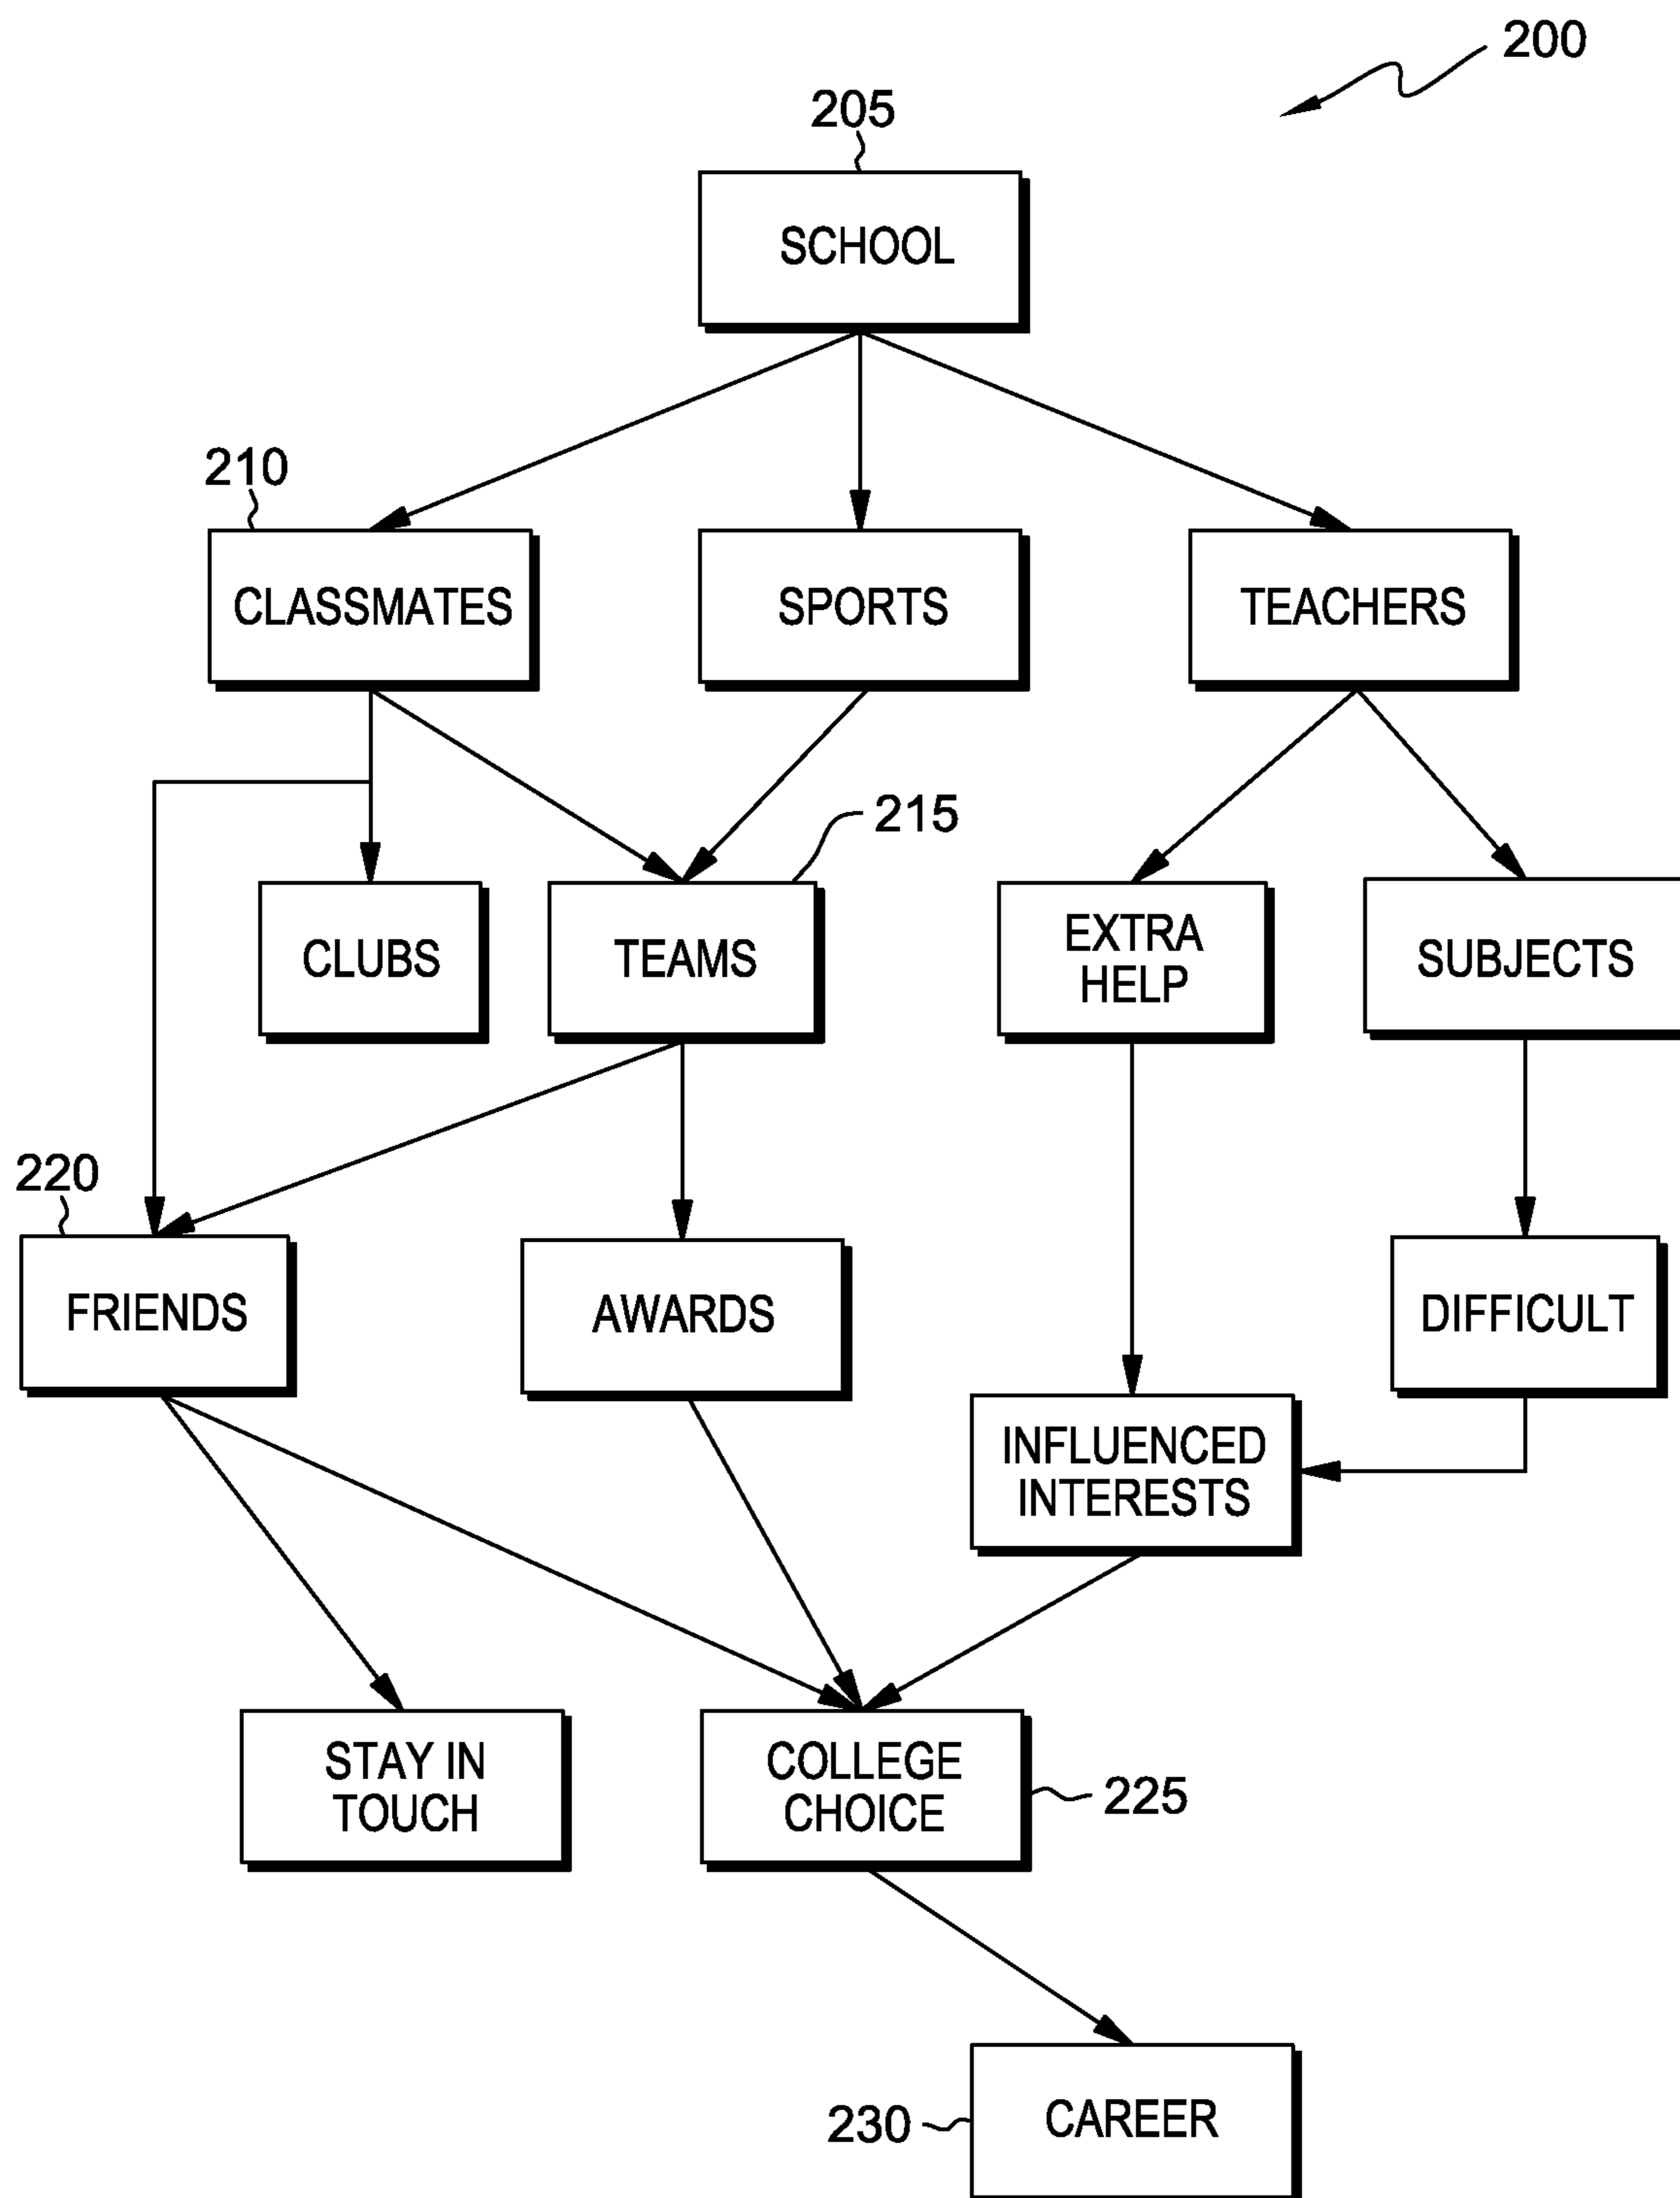 200
205
SCHOOL
210
CLASSMATES
SPORTS
TEACHERS
215
CLUBS
TEAMS
EXTRA
HELP
SUBJECTS
220
FRIENDS
AWARDS
DIFFICULT
INFLUENCED
INTERESTS
STAY IN
TOUCH
COLLEGE
CHOICE
225
230
CAREER